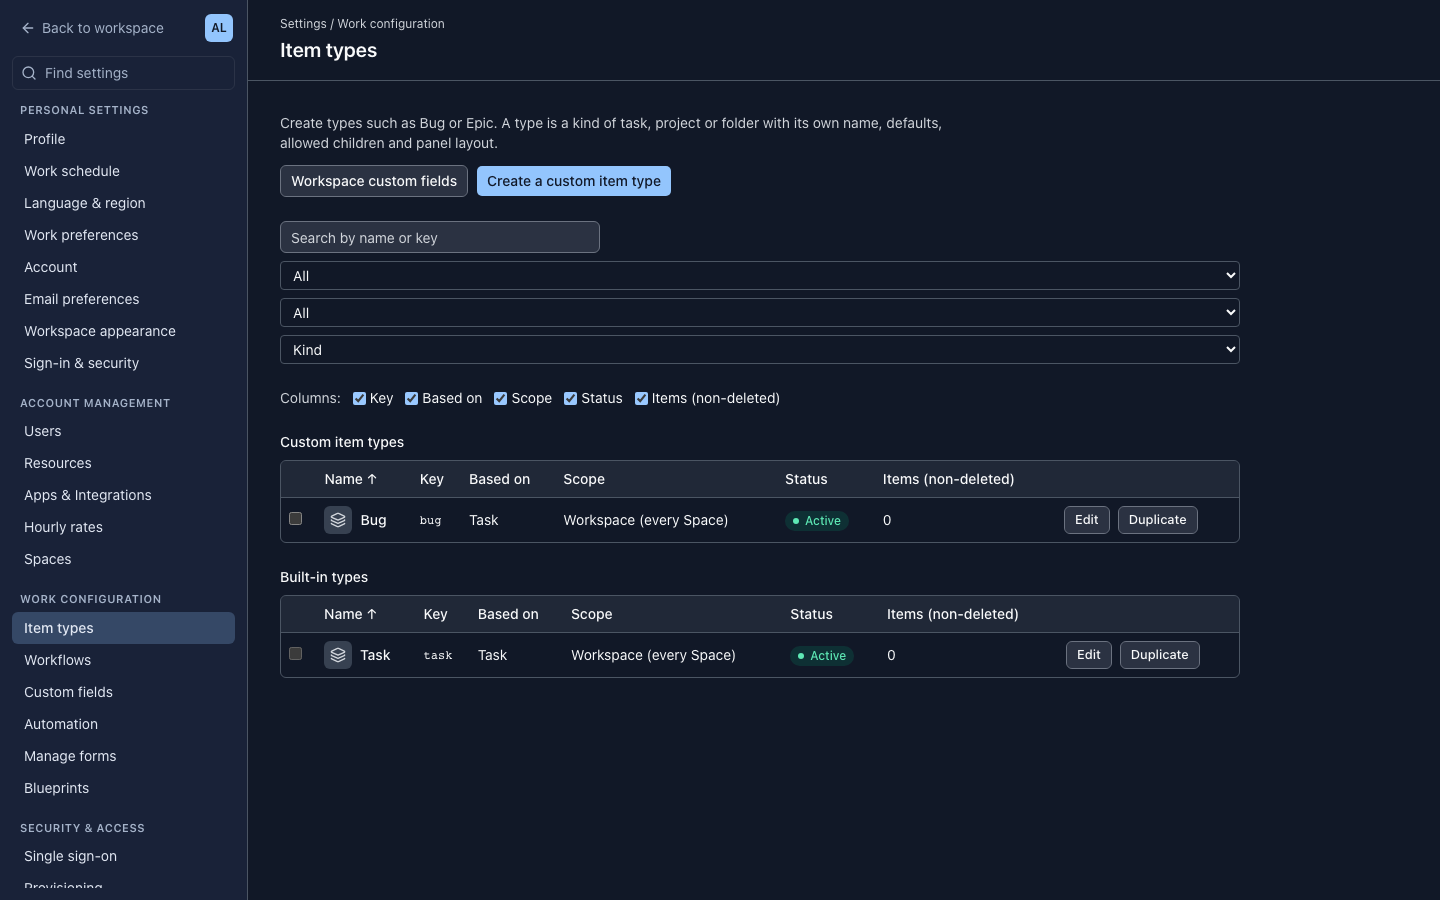 Back to workspace
AL
Find settings
PERSONAL SETTINGS
Profile
Work schedule
Language & region
Work preferences
Account
Email preferences
Workspace appearance
Sign-in & security
ACCOUNT MANAGEMENT
Users
Resources
Apps & Integrations
Hourly rates
Spaces
WORK CONFIGURATION
Item types
Workflows
Custom fields
Automation
Manage forms
Blueprints
SECURITY & ACCESS
Single sign-on
Provisioning
Settings / Work configuration
Item types
Create types such as Bug or Epic. A type is a kind of task, project or folder with its own name, defaults,
allowed children and panel layout.
Workspace custom fields Create a custom item type
Search by name or key
All
All
Kind
Columns: Key Based on Scope Status Items (non-deleted)
Custom item types
Name ↑ Key Based on Scope Status Items (non-deleted)
Bug bug Task Workspace (every Space) Active 0 Edit Duplicate
Built-in types
Name ↑ Key Based on Scope Status Items (non-deleted)
Task task Task Workspace (every Space) Active 0 Edit Duplicate